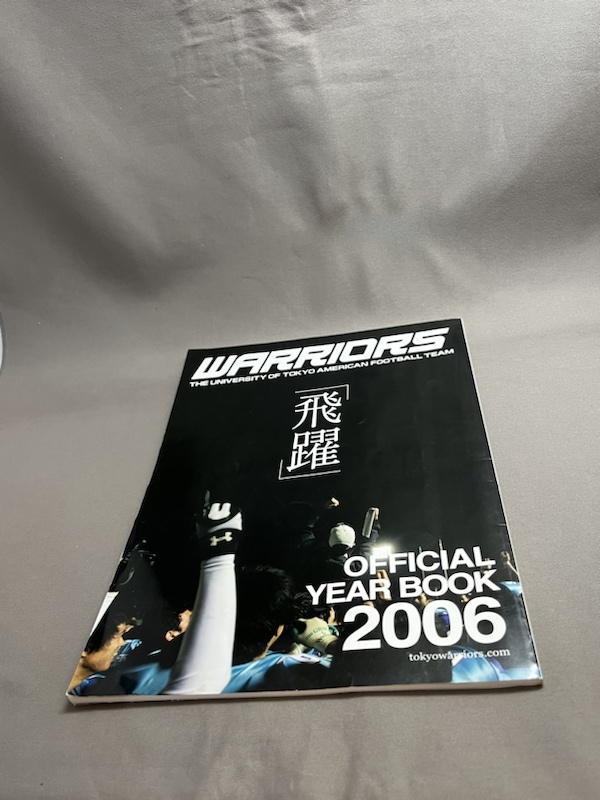 WARRIORS
THE UNIVERSITY OF TOKYO AMERICAN FOOTBALL TEAM
「飛躍」
OFFICIAL
YEAR BOOK
2006
tokyowarriors.com